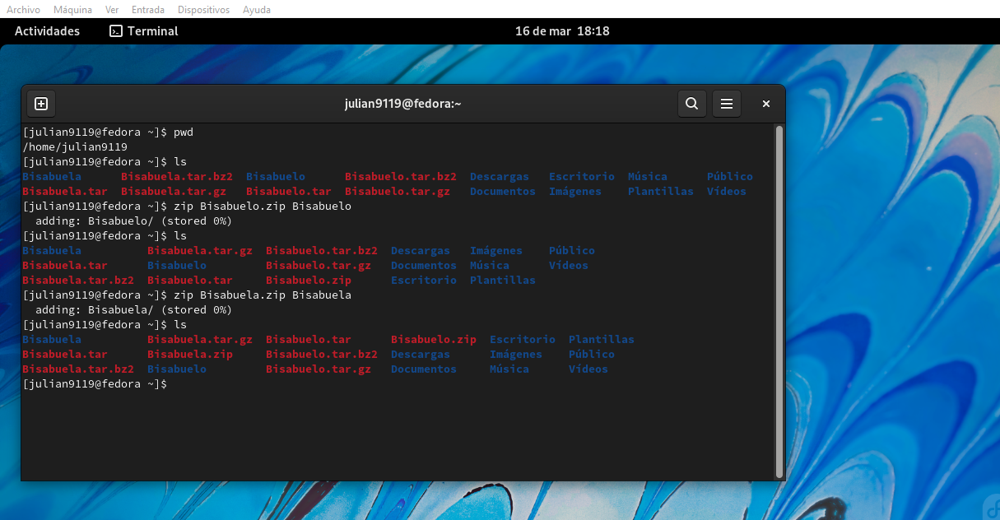 Archivo Máquina Ver Entrada Dispositivos Ayuda
Actividades Terminal 16 de mar 18:18
julian9119@fedora:~
[julian9119@fedora ~]$ pwd
/home/julian9119
[julian9119@fedora ~]$ ls
Bisabuela Bisabuela.tar.bz2 Bisabuelo Bisabuelo.tar.bz2 Descargas Escritorio Música Público
Bisabuela.tar Bisabuela.tar.gz Bisabuelo.tar Bisabuelo.tar.gz Documentos Imágenes Plantillas Vídeos
[julian9119@fedora ~]$ zip Bisabuelo.zip Bisabuelo
  adding: Bisabuelo/ (stored 0%)
[julian9119@fedora ~]$ ls
Bisabuela Bisabuela.tar.gz Bisabuelo.tar.bz2 Descargas Imágenes Público
Bisabuela.tar Bisabuelo Bisabuelo.tar.gz Documentos Música Vídeos
Bisabuela.tar.bz2 Bisabuelo.tar Bisabuelo.zip Escritorio Plantillas
[julian9119@fedora ~]$ zip Bisabuela.zip Bisabuela
  adding: Bisabuela/ (stored 0%)
[julian9119@fedora ~]$ ls
Bisabuela Bisabuela.tar.gz Bisabuelo.tar Bisabuelo.zip Escritorio Plantillas
Bisabuela.tar Bisabuela.zip Bisabuelo.tar.bz2 Descargas Imágenes Público
Bisabuela.tar.bz2 Bisabuelo Bisabuelo.tar.gz Documentos Música Vídeos
[julian9119@fedora ~]$